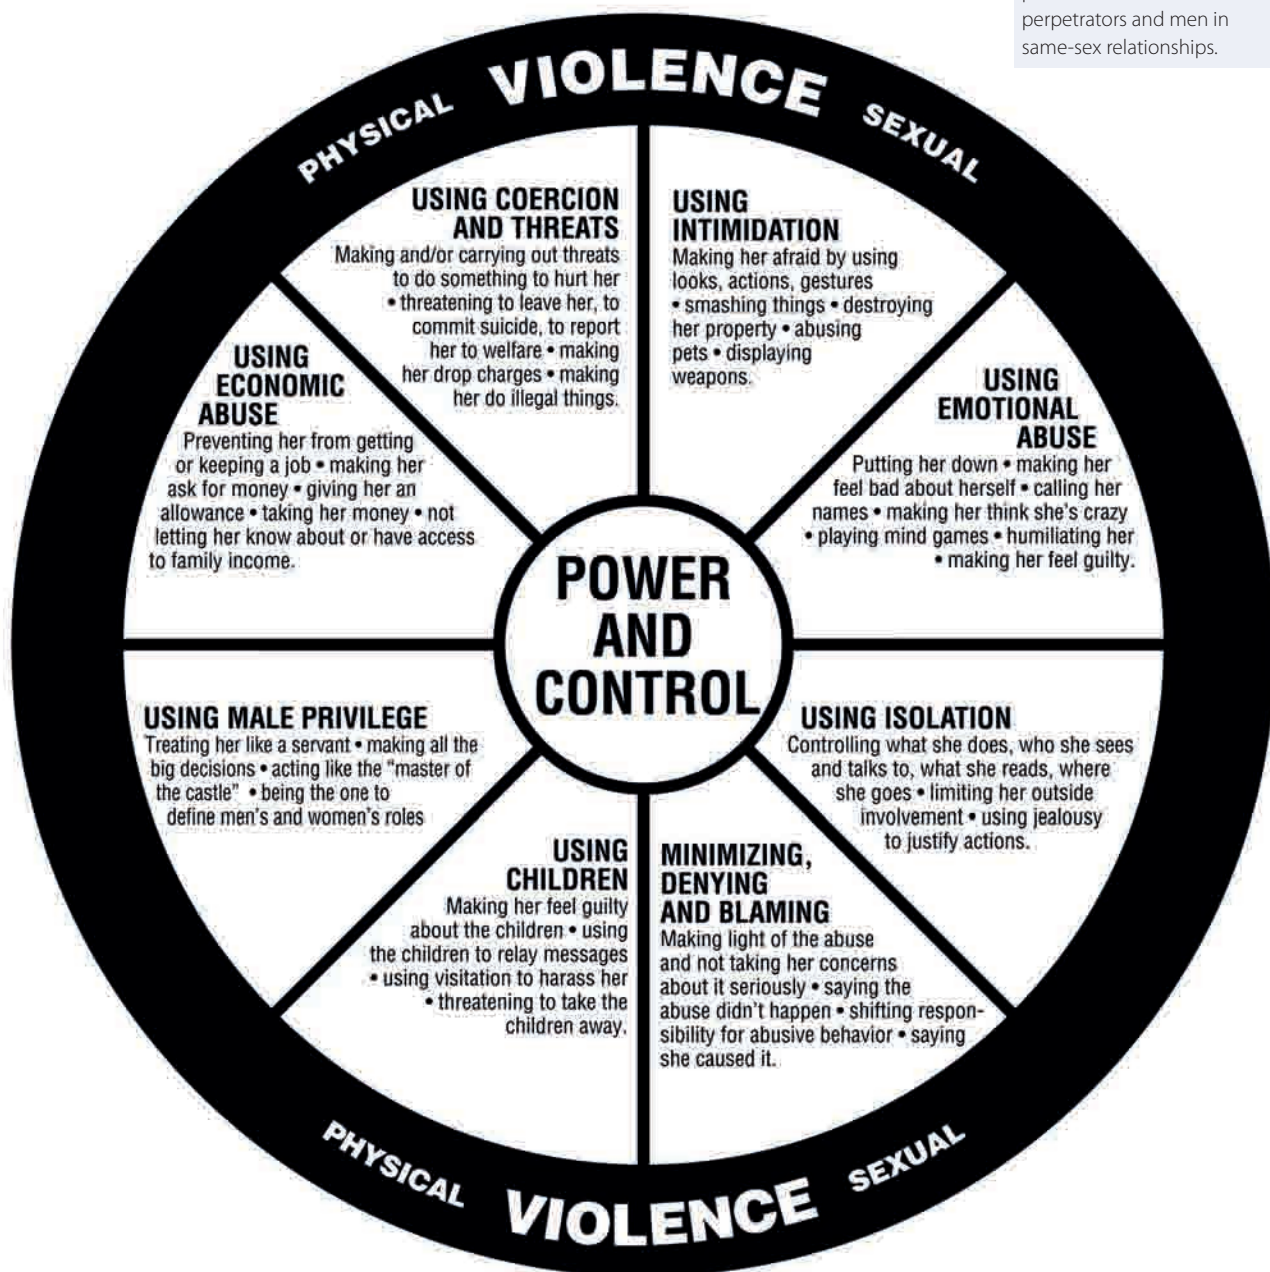 perpetrators and men in
same-sex relationships.
PHYSICAL VIOLENCE SEXUAL
USING COERCION
AND THREATS
Making and/or carrying out threats
to do something to hurt her
• threatening to leave her, to
commit suicide, to report
her to welfare • making
her drop charges • making
her do illegal things.
USING
INTIMIDATION
Making her afraid by using
looks, actions, gestures
• smashing things • destroying
her property • abusing
pets • displaying
weapons.
USING
ECONOMIC
ABUSE
Preventing her from getting
or keeping a job • making her
ask for money • giving her an
allowance • taking her money • not
letting her know about or have access
to family income.
USING
EMOTIONAL
ABUSE
Putting her down • making her
feel bad about herself • calling her
names • making her think she's crazy
• playing mind games • humiliating her
• making her feel guilty.
POWER
AND
CONTROL
USING MALE PRIVILEGE
Treating her like a servant • making all the
big decisions • acting like the "master of
the castle" • being the one to
define men's and women's roles
USING ISOLATION
Controlling what she does, who she sees
and talks to, what she reads, where
she goes • limiting her outside
involvement • using jealousy
to justify actions.
USING
CHILDREN
Making her feel guilty
about the children • using
the children to relay messages
• using visitation to harass her
• threatening to take the
children away.
MINIMIZING,
DENYING
AND BLAMING
Making light of the abuse
and not taking her concerns
about it seriously • saying the
abuse didn't happen • shifting respon-
sibility for abusive behavior • saying
she caused it.
PHYSICAL VIOLENCE SEXUAL